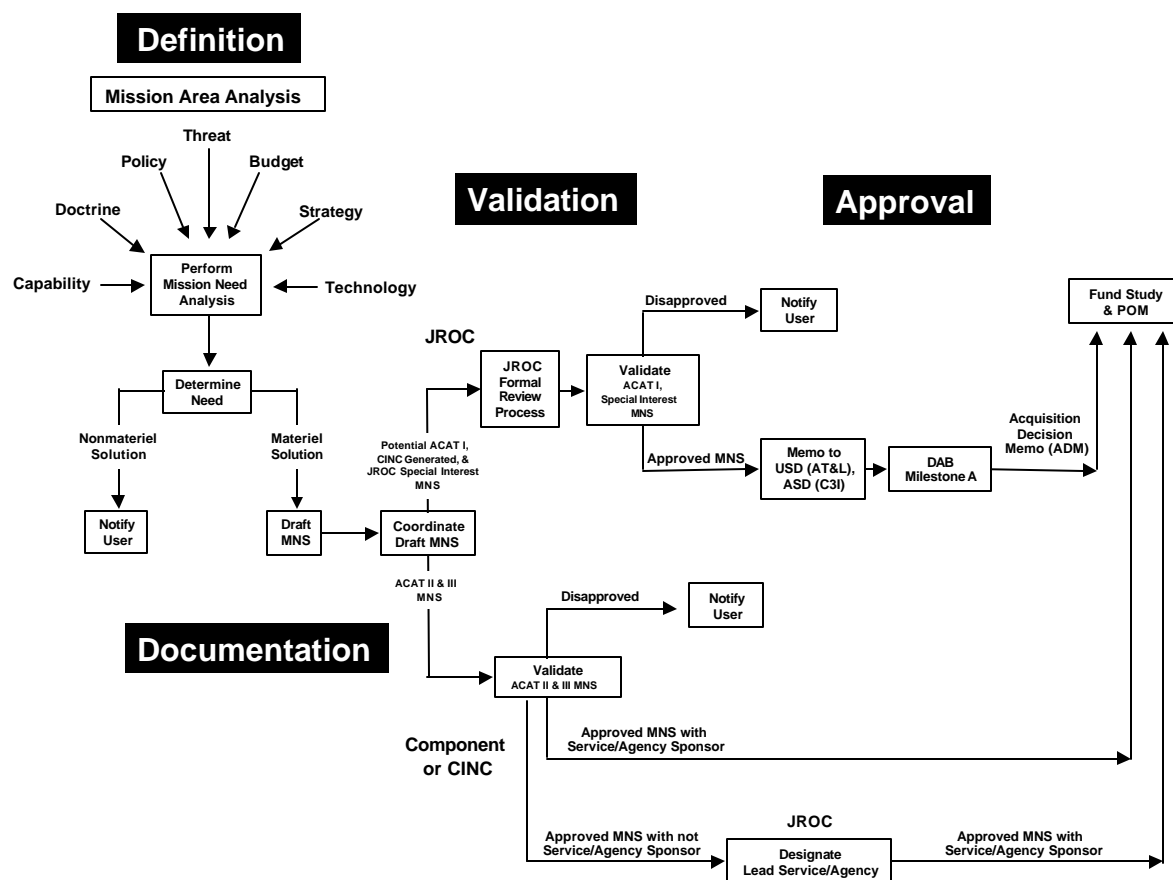 Definition
Mission Area Analysis
Threat
Policy
Budget
Doctrine
Strategy
Capability
Perform
Mission Need
Analysis
Technology
Determine
Need
Nonmateriel
Solution
Materiel
Solution
Notify
User
Draft
MNS
Coordinate
Draft MNS
Documentation
Validation
JROC
Potential ACAT I,
CINC Generated, &
JROC Special Interest
MNS
JROC
Formal
Review
Process
Validate
ACAT I,
Special Interest
MNS
Disapproved
Notify
User
Approved MNS
Approval
Memo to
USD (AT&L),
ASD (C3I)
DAB
Milestone A
Acquisition
Decision
Memo (ADM)
Fund Study
& POM
ACAT II & III
MNS
Disapproved
Notify
User
Validate
ACAT II & III MNS
Component
or CINC
Approved MNS with
Service/Agency Sponsor
Approved MNS with not
Service/Agency Sponsor
JROC
Designate
Lead Service/Agency
Approved MNS with
Service/Agency Sponsor